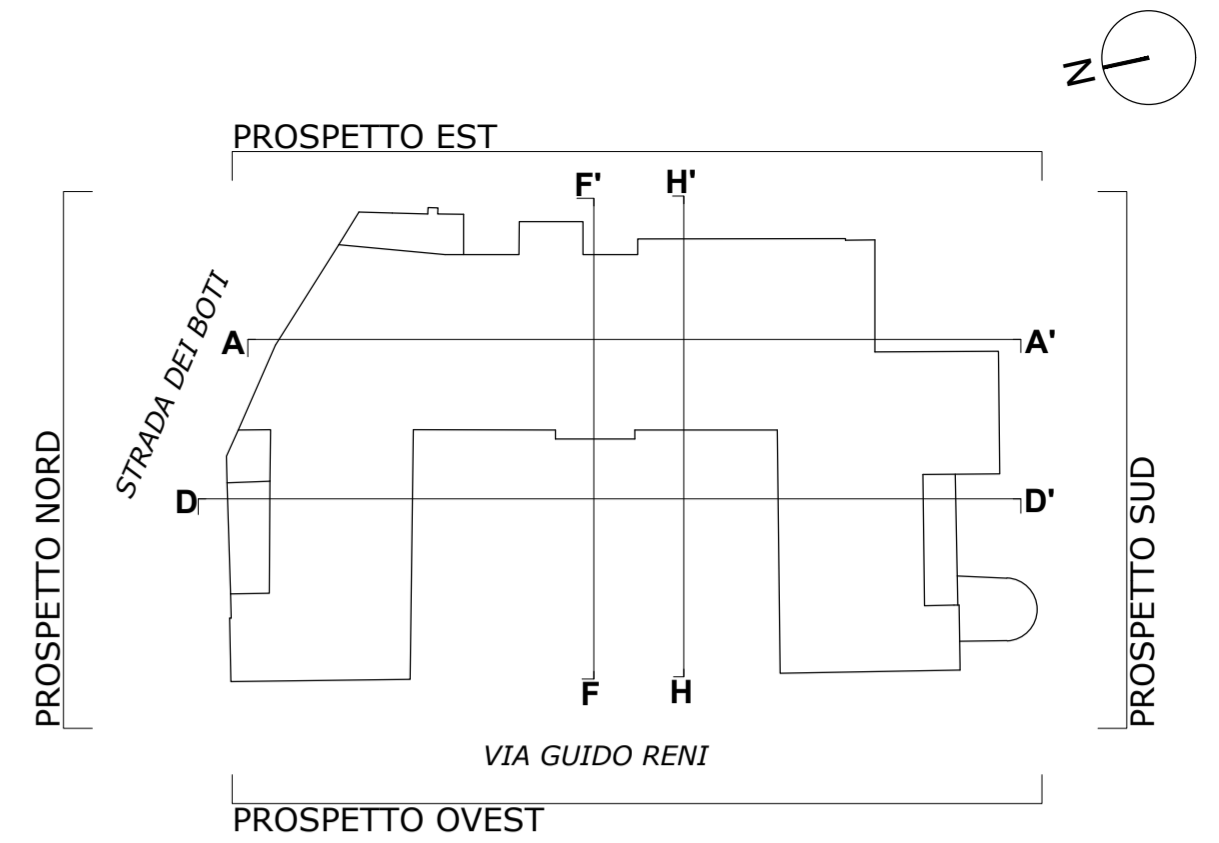 N
PROSPETTO EST
F'
H'
STRADA DEI BOTI
A
A'
PROSPETTO NORD
D
D'
PROSPETTO SUD
F
H
VIA GUIDO RENI
PROSPETTO OVEST